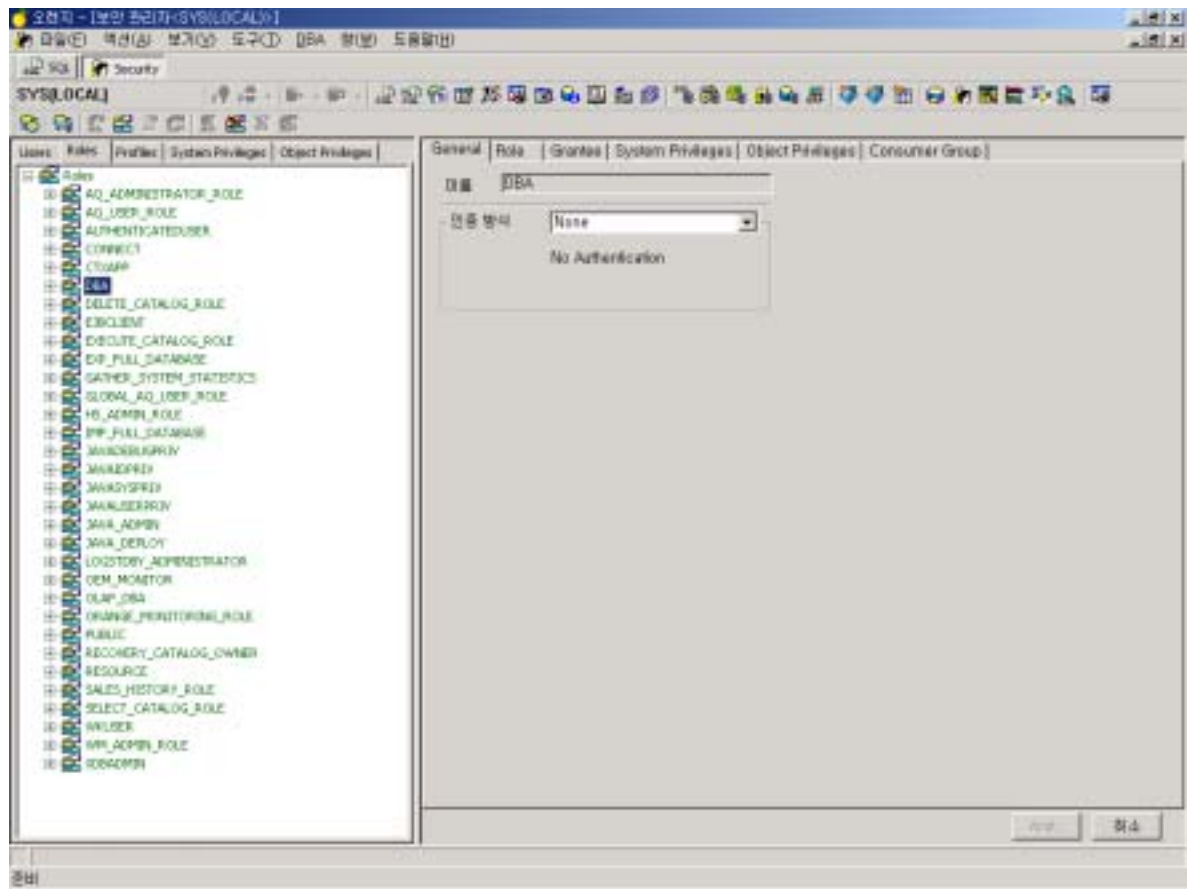 오렌지 - [보안 관리자<SYS(LOCAL)>]
파일(F) 액션(A) 보기(V) 도구(T) DBA 창(W) 도움말(H)
SQL Security
SYS(LOCAL)
Users Roles Profiles System Privileges Object Privileges
General Role Grantee System Privileges Object Privileges Consumer Group
Roles
AQ_ADMINISTRATOR_ROLE
AQ_USER_ROLE
AUTHENTICATEDUSER
CONNECT
CTXAPP
DBA
DELETE_CATALOG_ROLE
EJBCLIENT
EXECUTE_CATALOG_ROLE
EXP_FULL_DATABASE
GATHER_SYSTEM_STATISTICS
GLOBAL_AQ_USER_ROLE
HS_ADMIN_ROLE
IMP_FULL_DATABASE
JAVADEBUGPRIV
JAVAIDPRIV
JAVASYSPRIV
JAVAUSERPRIV
JAVA_ADMIN
JAVA_DEPLOY
LOGSTDBY_ADMINISTRATOR
OEM_MONITOR
OLAP_DBA
ORANGE_MONITORING_ROLE
PUBLIC
RECOVERY_CATALOG_OWNER
RESOURCE
SALES_HISTORY_ROLE
SELECT_CATALOG_ROLE
WKUSER
WM_ADMIN_ROLE
XDBADMIN
이름 DBA
인증 방식 None
No Authentication
취소
준비